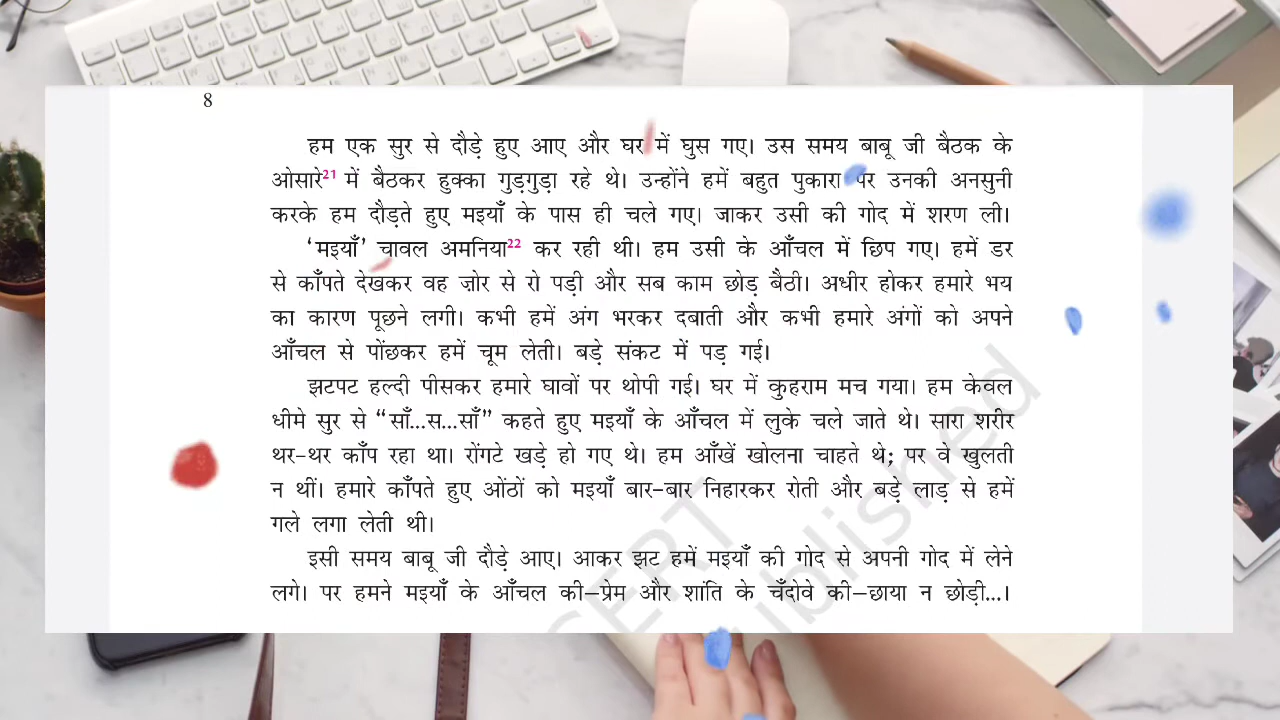 8
हम एक सुर से दौड़े हुए आए और घर में घुस गए। उस समय बाबू जी बैठक के
ओसारे21 में बैठकर हुक्का गुड़गुड़ा रहे थे। उन्होंने हमें बहुत पुकारा पर उनकी अनसुनी
करके हम दौड़ते हुए मइयाँ के पास ही चले गए। जाकर उसी की गोद में शरण ली।
‘मइयाँ’ चावल अमनिया22 कर रही थी। हम उसी के आँचल में छिप गए। हमें डर
से काँपते देखकर वह ज़ोर से रो पड़ी और सब काम छोड़ बैठी। अधीर होकर हमारे भय
का कारण पूछने लगी। कभी हमें अंग भरकर दबाती और कभी हमारे अंगों को अपने
आँचल से पोंछकर हमें चूम लेती। बड़े संकट में पड़ गई।
झटपट हल्दी पीसकर हमारे घावों पर थोपी गई। घर में कुहराम मच गया। हम केवल
धीमे सुर से “साँ...स...साँ” कहते हुए मइयाँ के आँचल में लुके चले जाते थे। सारा शरीर
थर-थर काँप रहा था। रोंगटे खड़े हो गए थे। हम आँखें खोलना चाहते थे; पर वे खुलती
न थीं। हमारे काँपते हुए ओंठों को मइयाँ बार-बार निहारकर रोती और बड़े लाड़ से हमें
गले लगा लेती थी।
इसी समय बाबू जी दौड़े आए। आकर झट हमें मइयाँ की गोद से अपनी गोद में लेने
लगे। पर हमने मइयाँ के आँचल की–प्रेम और शांति के चँदोवे की–छाया न छोड़ी...।